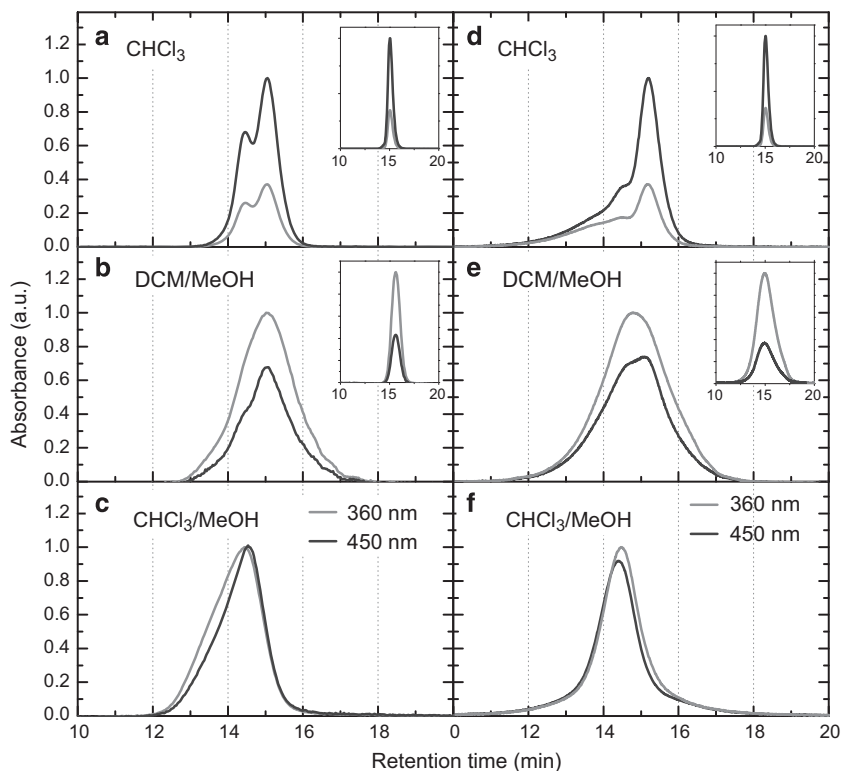 a
CHCl3
1.2
1.0
0.8
0.6
0.4
0.2
0.0
10 15 20
d
CHCl3
10 15 20
b
DCM/MeOH
1.2
1.0
0.8
0.6
0.4
0.2
0.0
10 15 20
e
DCM/MeOH
10 15 20
Absorbance (a.u.)
c
CHCl3/MeOH
360 nm
450 nm
1.2
1.0
0.8
0.6
0.4
0.2
0.0
f
CHCl3/MeOH
360 nm
450 nm
10 12 14 16 18 0 12 14 16 18 20
Retention time (min)